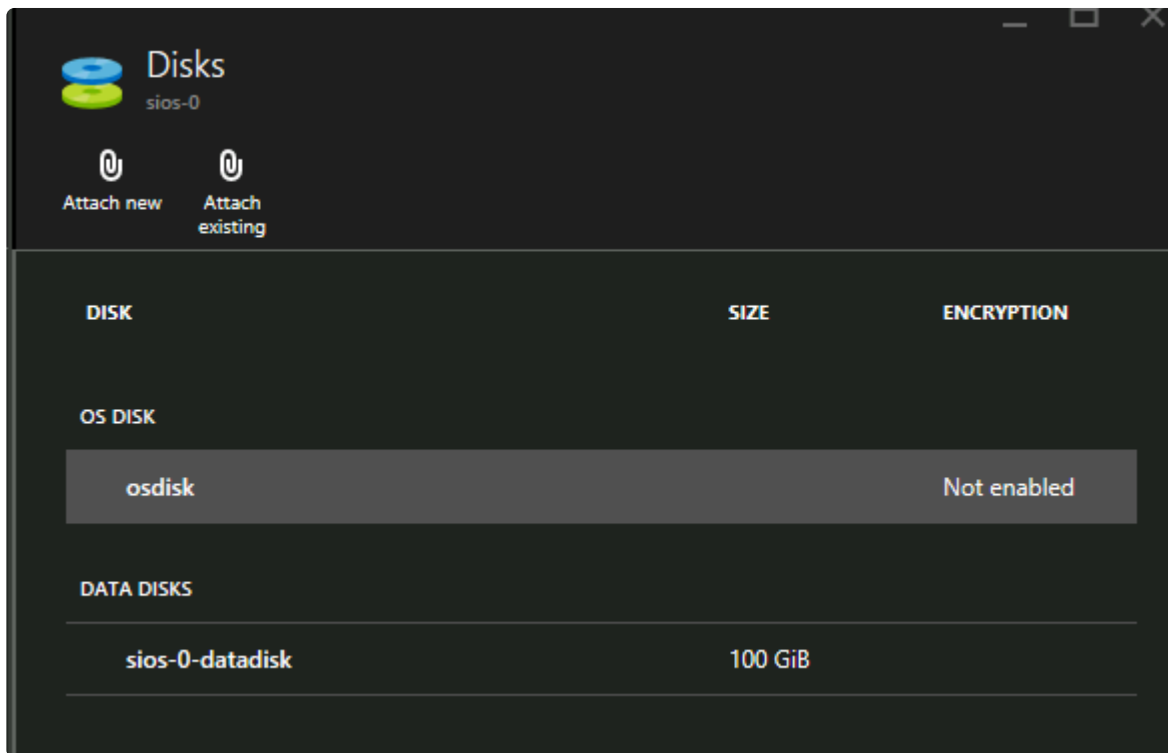 Disks
sios-0
Attach new
Attach
existing
DISK SIZE ENCRYPTION
OS DISK
osdisk Not enabled
DATA DISKS
sios-0-datadisk 100 GiB